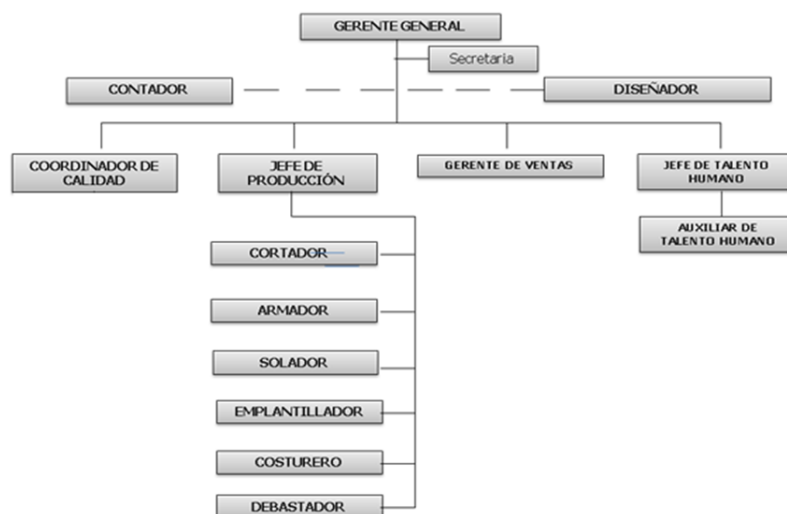 GERENTE GENERAL
Secretaria
CONTADOR
DISEÑADOR
COORDINADOR DE
CALIDAD
JEFE DE
PRODUCCIÓN
GERENTE DE VENTAS
JEFE DE TALENTO
HUMANO
AUXILIAR DE
TALENTO HUMANO
CORTADOR
ARMADOR
SOLADOR
EMPLANTILLADOR
COSTURERO
DEBASTADOR